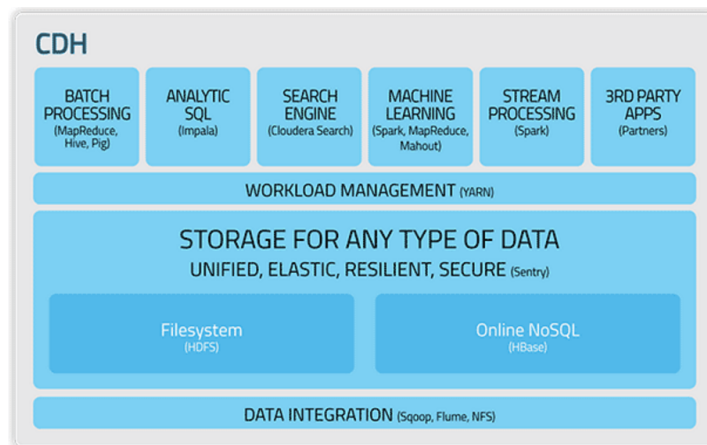 CDH
BATCH
PROCESSING
(MapReduce,
Hive, Pig)
ANALYTIC
SQL
(Impala)
SEARCH
ENGINE
(Cloudera Search)
MACHINE
LEARNING
(Spark, MapReduce,
Mahout)
STREAM
PROCESSING
(Spark)
3RD PARTY
APPS
(Partners)
WORKLOAD MANAGEMENT (YARN)
STORAGE FOR ANY TYPE OF DATA
UNIFIED, ELASTIC, RESILIENT, SECURE (Sentry)
Filesystem
(HDFS)
Online NoSQL
(HBase)
DATA INTEGRATION (Sqoop, Flume, NFS)